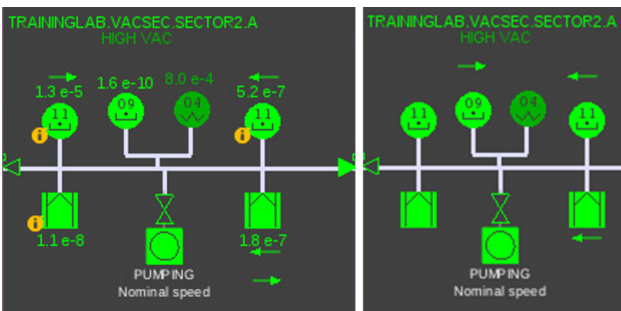 TRAININGLAB.VACSEC.SECTOR2.A
HIGH VAC
1.3 e-5
1.6 e-10
8.0 e-4
5.2 e-7
11
09
04
11
i
i
i
1.1 e-8
1.8 e-7
PUMPING
Nominal speed
TRAININGLAB.VACSEC.SECTOR2.A
HIGH VAC
11
09
04
11
PUMPING
Nominal speed